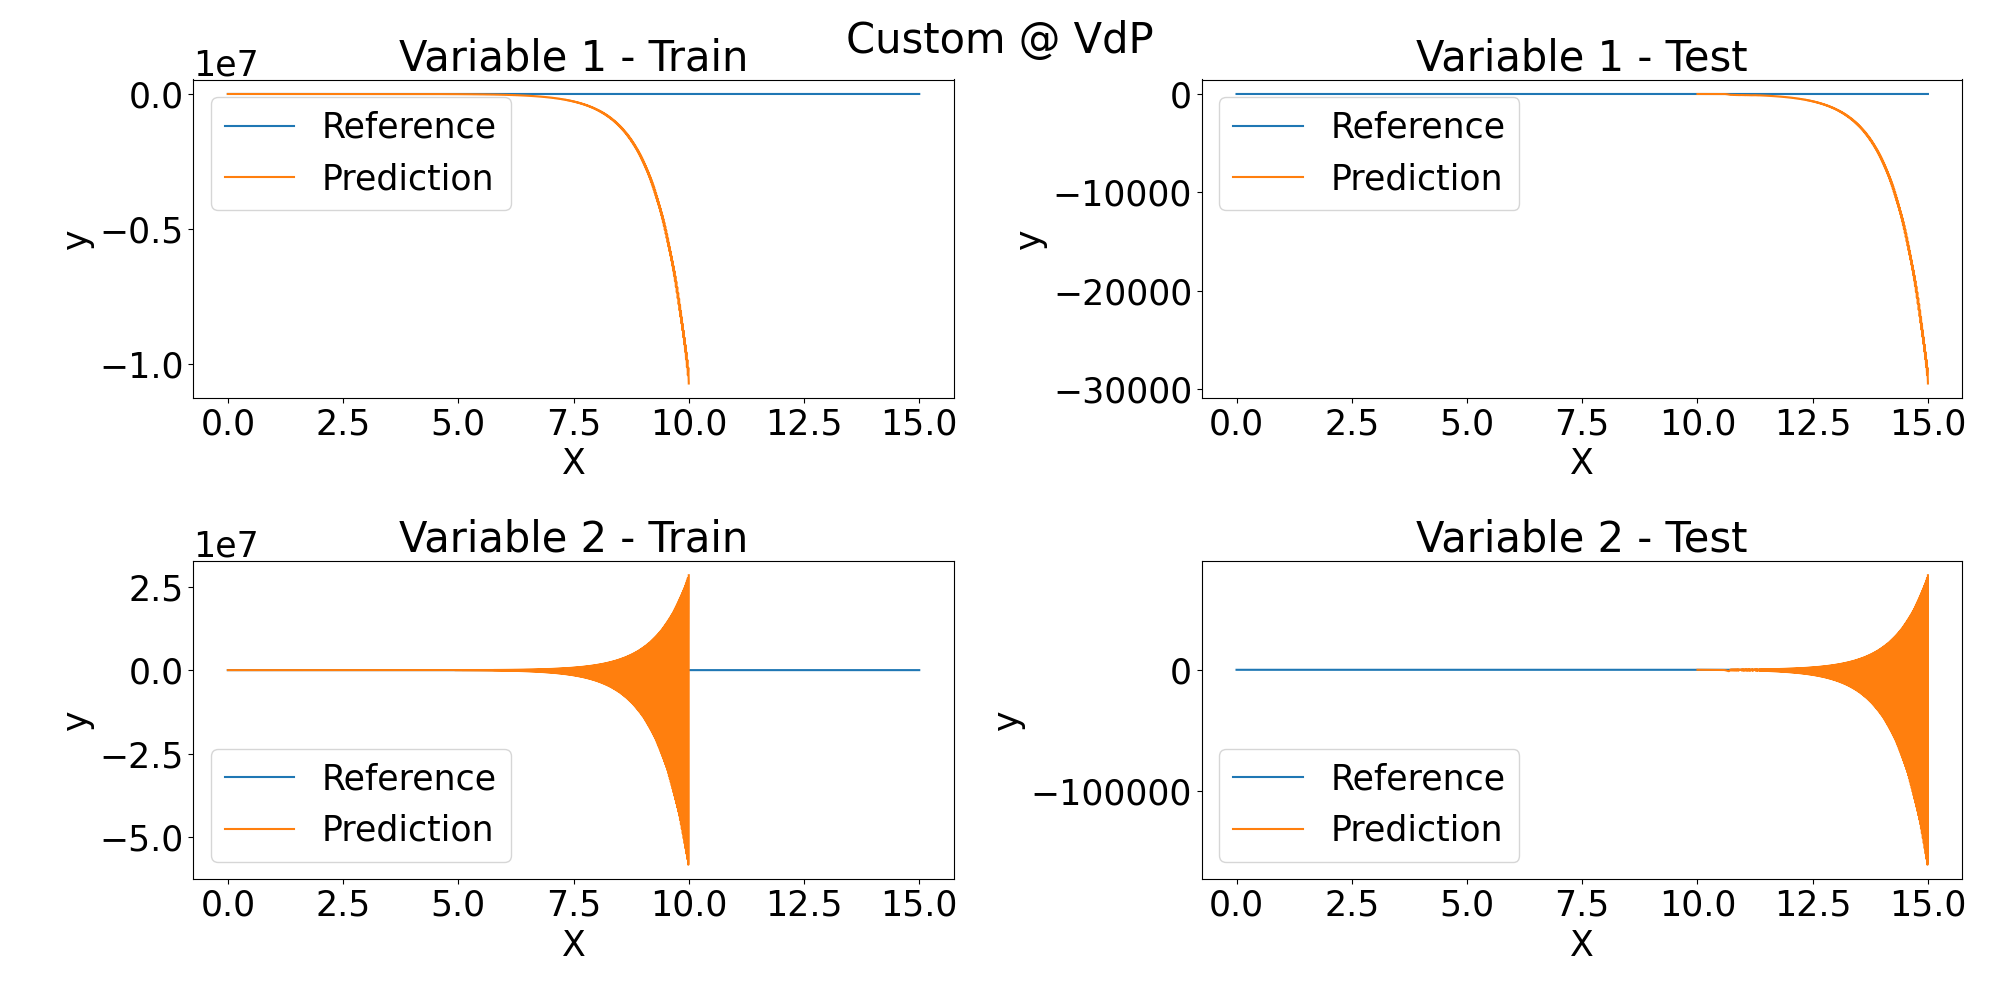 Custom @ VdP
Variable 1 - Train
1e7
0.0
−0.5
−1.0
y
Reference
Prediction
0.0 2.5 5.0 7.5 10.0 12.5 15.0
X
Variable 1 - Test
0
−10000
−20000
−30000
y
Reference
Prediction
0.0 2.5 5.0 7.5 10.0 12.5 15.0
X
Variable 2 - Train
1e7
2.5
0.0
−2.5
−5.0
y
Reference
Prediction
0.0 2.5 5.0 7.5 10.0 12.5 15.0
X
Variable 2 - Test
0
−100000
y
Reference
Prediction
0.0 2.5 5.0 7.5 10.0 12.5 15.0
X